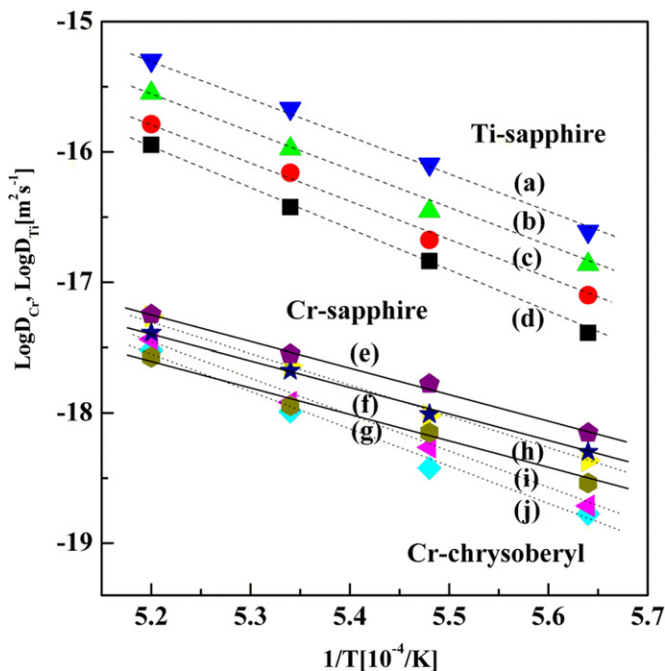 -15
Ti-sapphire
-16
(a)
(b)
(c)
(d)
LogD_Cr, LogD_Ti[m²s⁻¹]
-17
Cr-sapphire
(e)
(f)
(g)
-18
(h)
(i)
(j)
Cr-chrysoberyl
-19
5.2 5.3 5.4 5.5 5.6 5.7
1/T[10⁻⁴/K]